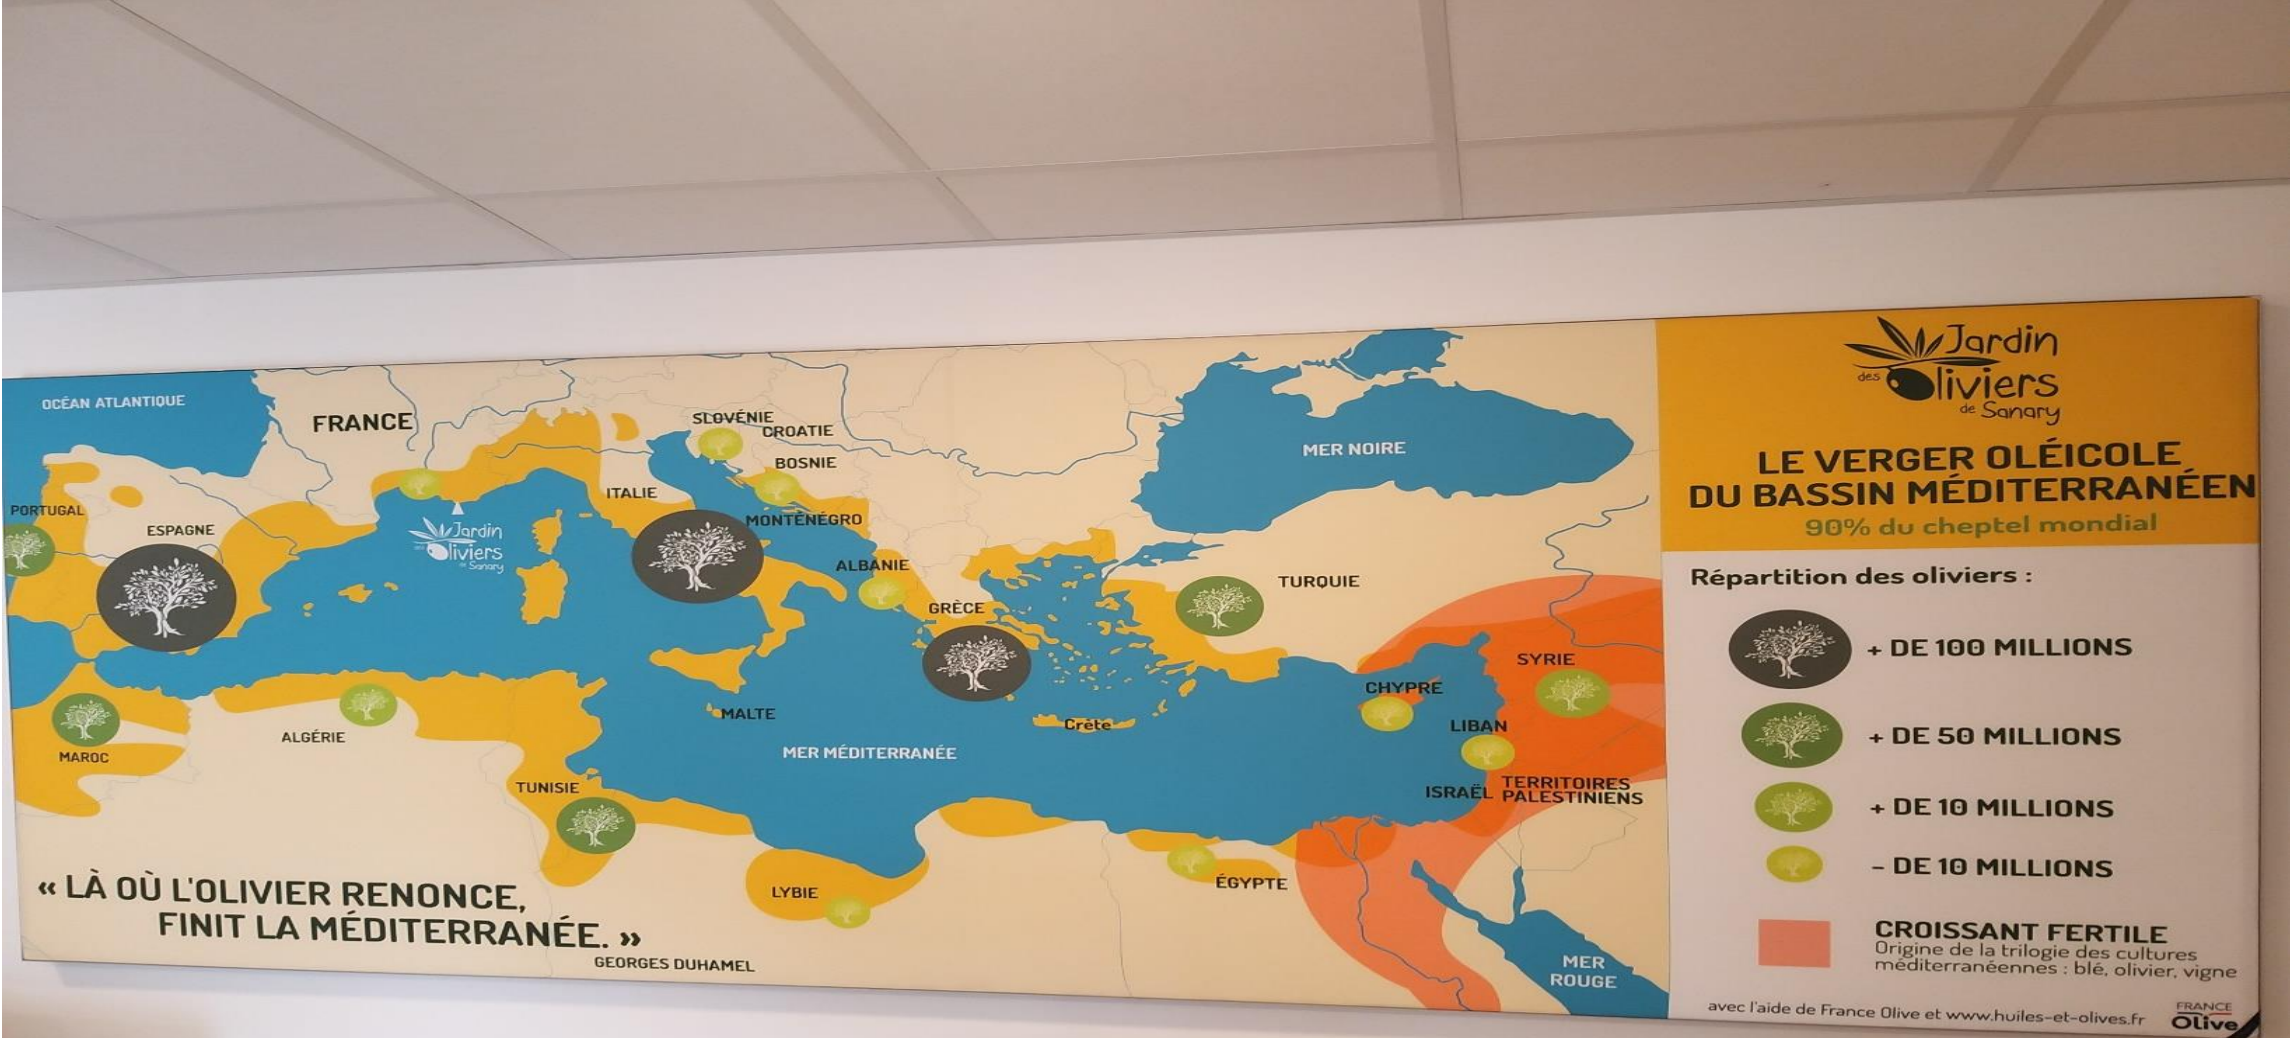 OCÉAN ATLANTIQUE
FRANCE
SLOVÉNIE
CROATIE
BOSNIE
ITALIE
MONTÉNÉGRO
ALBANIE
GRÈCE
PORTUGAL
ESPAGNE
Jardin
des Oliviers
de Sanary
MER NOIRE
TURQUIE
SYRIE
CHYPRE
LIBAN
ISRAËL
TERRITOIRES
PALESTINIENS
MALTE
Crète
MER MÉDITERRANÉE
MAROC
ALGÉRIE
TUNISIE
LYBIE
ÉGYPTE
MER
ROUGE
« LÀ OÙ L'OLIVIER RENONCE,
FINIT LA MÉDITERRANÉE. »
GEORGES DUHAMEL
Jardin
des Oliviers
de Sanary
LE VERGER OLÉICOLE
DU BASSIN MÉDITERRANÉEN
90% du cheptel mondial
Répartition des oliviers :
+ DE 100 MILLIONS
+ DE 50 MILLIONS
+ DE 10 MILLIONS
- DE 10 MILLIONS
CROISSANT FERTILE
Origine de la trilogie des cultures
méditerranéennes : blé, olivier, vigne
avec l'aide de France Olive et www.huiles-et-olives.fr
FRANCE
Olive